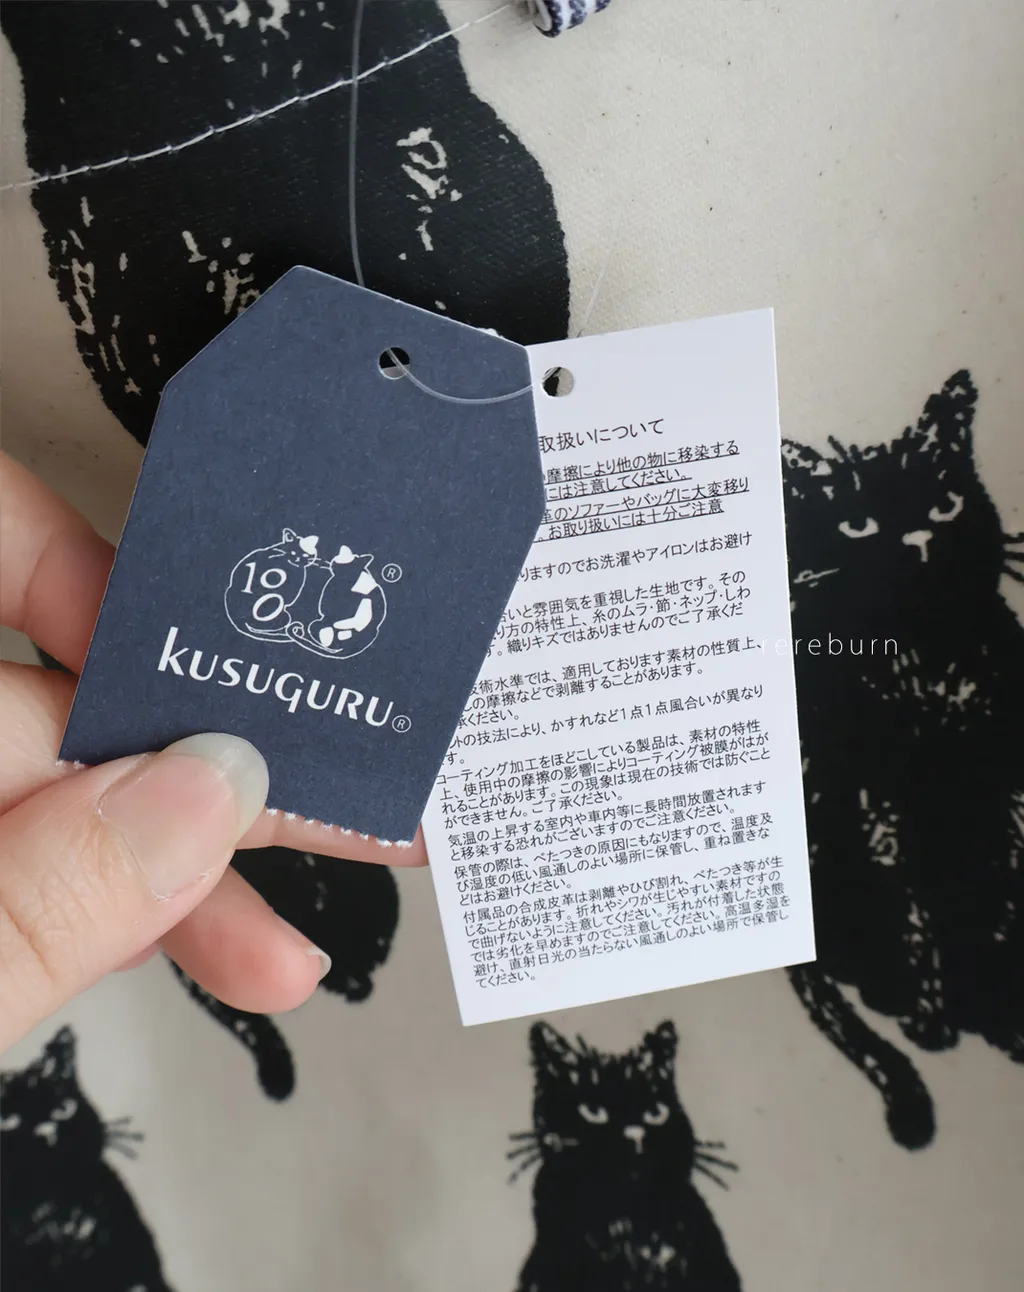 100
®
KUSUGURU®
取扱いについて
摩擦により他の物に移染する
には注意してください。
革のソファーやバッグに大変移り
。お取り扱いには十分ご注意
りますのでお洗濯やアイロンはお避け
合いと雰囲気を重視した生地です。その
り方の特性上、糸のムラ・節・ネップ・しわ
す。織りキズではありませんのでご了承くだ
技術水準では、適用しております素材の性質上、
の摩擦などで剥離することがあります。
承ください。
トの技法により、かすれなど1点1点風合いが異なり
す。
コーティング加工をほどこしている製品は、素材の特性
上、使用中の摩擦の影響によりコーティング被膜がはが
れることがあります。この現象は現在の技術では防ぐこと
ができません。ご了承ください。
気温の上昇する室内や車内等に長時間放置されます
と移染する恐れがございますのでご注意ください。
保管の際は、べたつきの原因にもなりますので、温度及
び湿度の低い風通しのよい場所に保管し、重ね置きな
どはお避けください。
付属品の合成皮革は剥離やひび割れ、べたつき等が生
じることがあります。折れやシワが生じやすい素材ですの
で曲げないように注意してください。汚れが付着した状態
では劣化を早めますのでご注意してください。高温多湿を
避け、直射日光の当たらない風通しのよい場所で保管し
てください。
rereburn